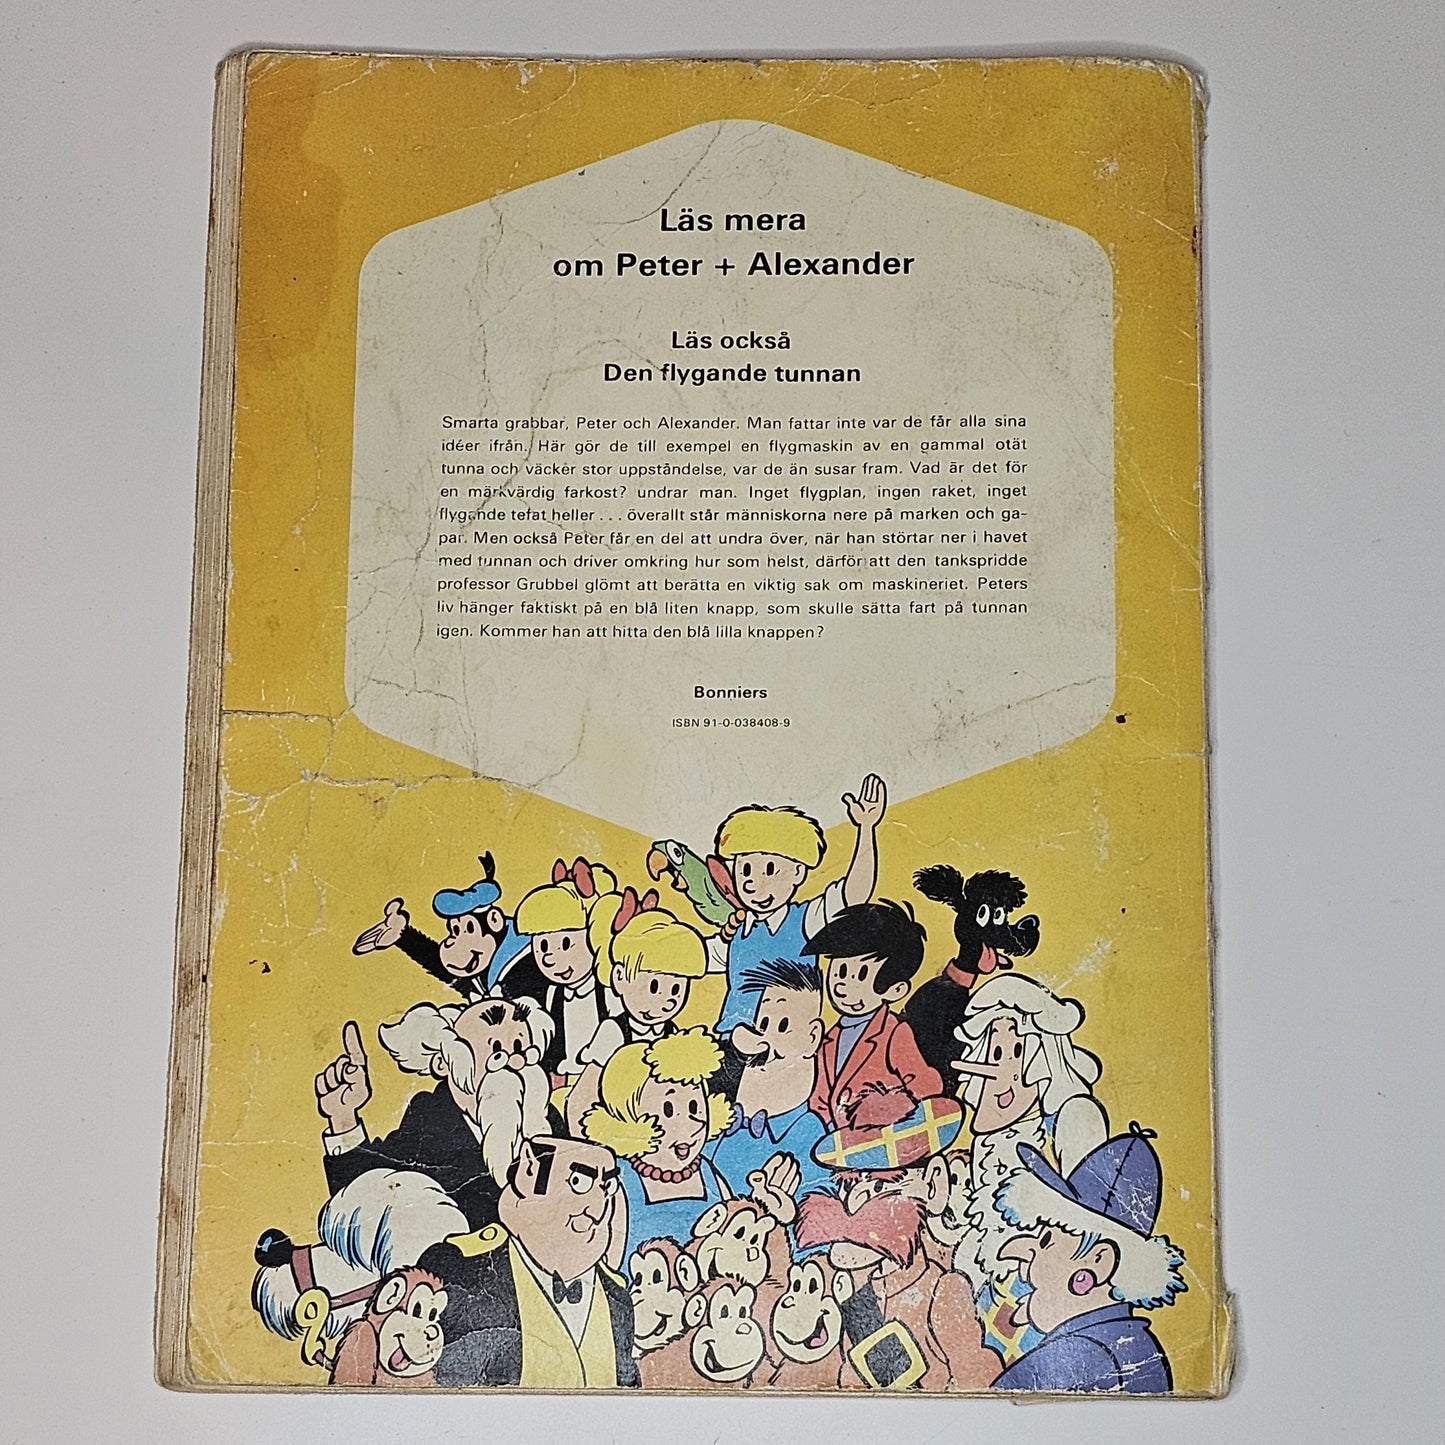 Läs mera
om Peter + Alexander
Läs också
Den flygande tunnan
Smarta grabbar, Peter och Alexander. Man fattar inte var de får alla sina
idéer ifrån. Här gör de till exempel en flygmaskin av en gammal otät
tunna och väcker stor uppståndelse, var de än susar fram. Vad är det för
en märkvärdig farkost? undrar man. Inget flygplan, ingen raket, inget
flygande tefat heller . . . överallt står människorna nere på marken och ga-
par. Men också Peter får en del att undra över, när han störtar ner i havet
med tunnan och driver omkring hur som helst, därför att den tankspridde
professor Grubbel glömt att berätta en viktig sak om maskineriet. Peters
liv hänger faktiskt på en blå liten knapp, som skulle sätta fart på tunnan
igen. Kommer han att hitta den blå lilla knappen?
Bonniers
ISBN 91-0-038408-9